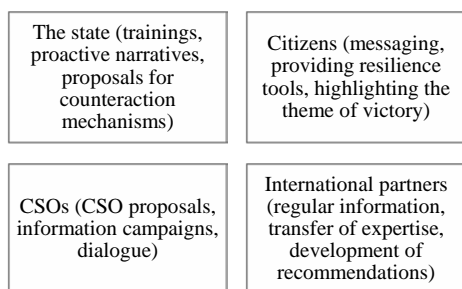 The state (trainings,
proactive narratives,
proposals for
counteraction
mechanisms)
Citizens (messaging,
providing resilience
tools, highlighting the
theme of victory)
CSOs (CSO proposals,
information campaigns,
dialogue)
International partners
(regular information,
transfer of expertise,
development of
recommendations)